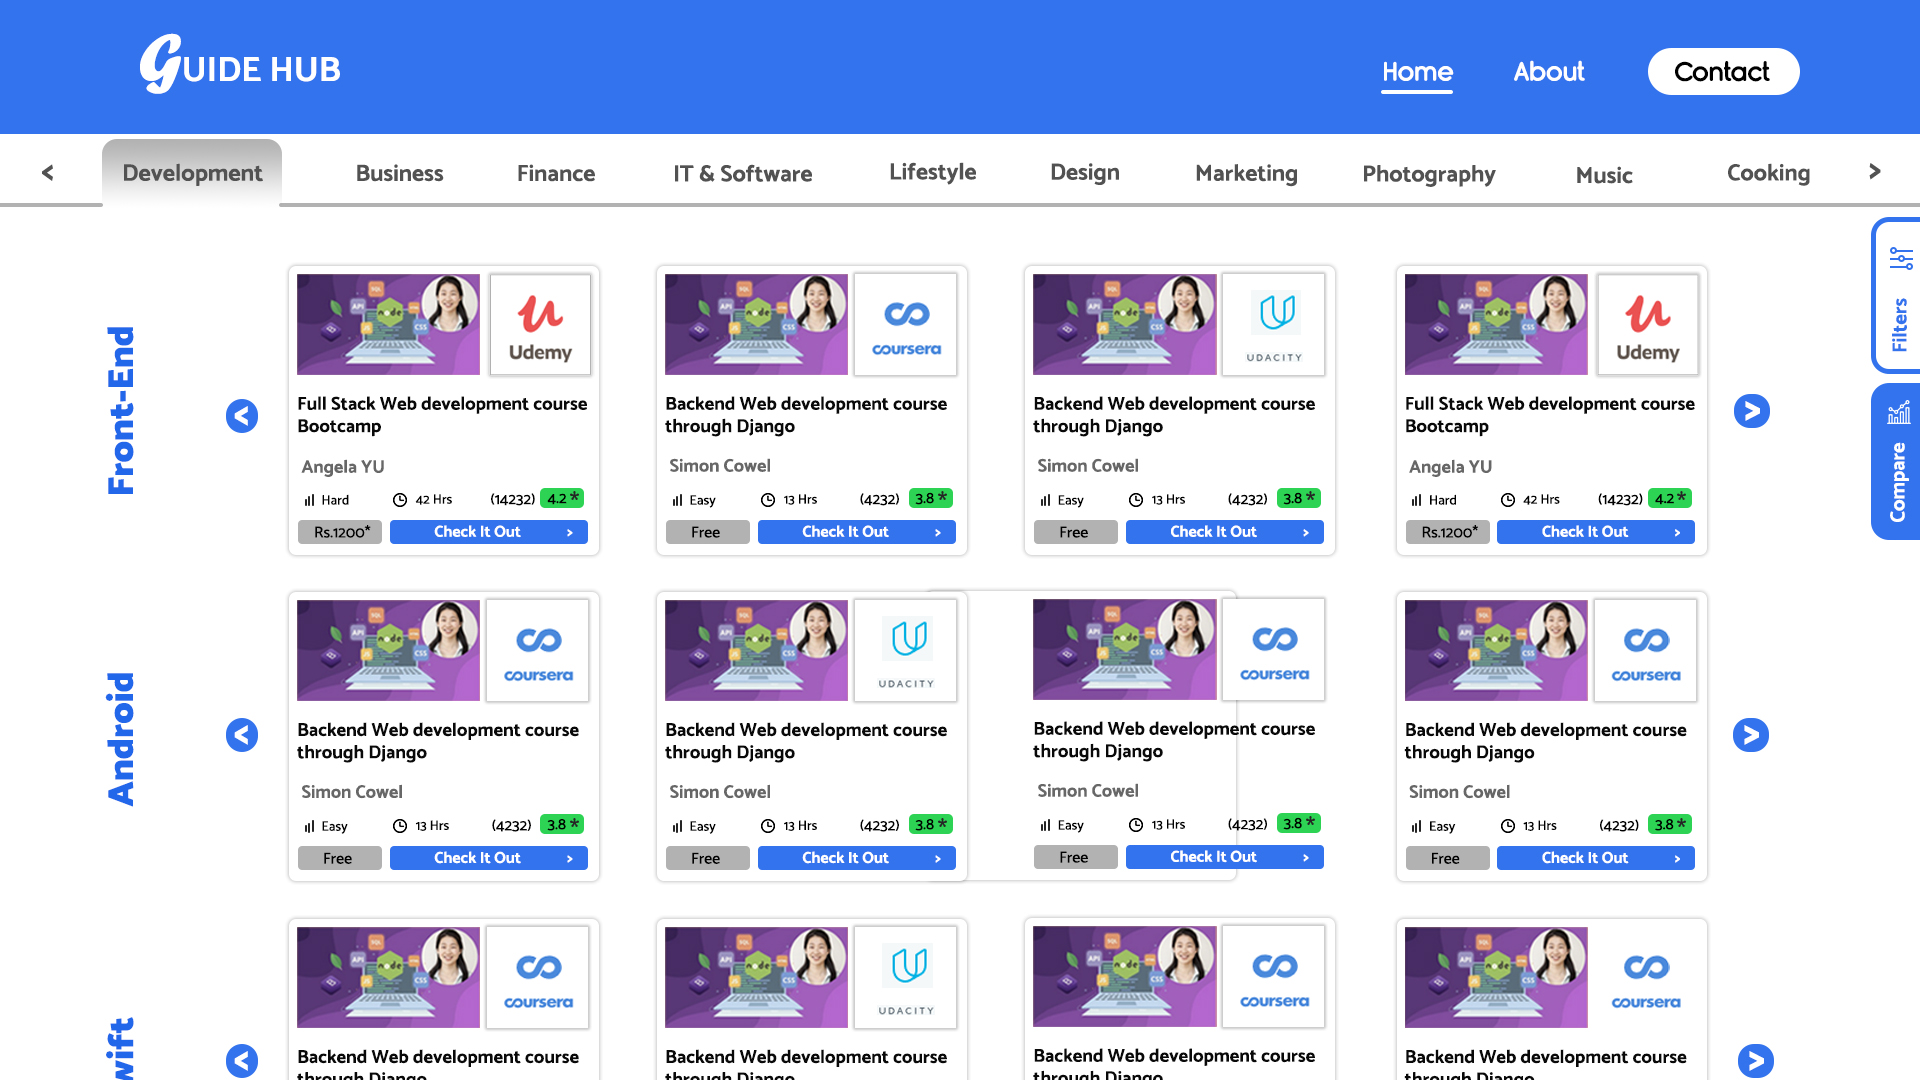 GUIDE HUB
Home
About
Contact
<
Development
Business
Finance
IT & Software
Lifestyle
Design
Marketing
Photography
Music
Cooking
>
Filters
Compare
Front-End
<
Udemy
Full Stack Web development course
Bootcamp
Angela YU
Hard
42 Hrs
(14232)
4.2 *
Rs.1200*
Check It Out >
coursera
Backend Web development course
through Django
Simon Cowel
Easy
13 Hrs
(4232)
3.8 *
Free
Check It Out >
UDACITY
Backend Web development course
through Django
Simon Cowel
Easy
13 Hrs
(4232)
3.8 *
Free
Check It Out >
Udemy
Full Stack Web development course
Bootcamp
Angela YU
Hard
42 Hrs
(14232)
4.2 *
Rs.1200*
Check It Out >
>
Android
<
coursera
Backend Web development course
through Django
Simon Cowel
Easy
13 Hrs
(4232)
3.8 *
Free
Check It Out >
UDACITY
Backend Web development course
through Django
Simon Cowel
Easy
13 Hrs
(4232)
3.8 *
Free
Check It Out >
coursera
Backend Web development course
through Django
Simon Cowel
Easy
13 Hrs
(4232)
3.8 *
Free
Check It Out >
coursera
Backend Web development course
through Django
Simon Cowel
Easy
13 Hrs
(4232)
3.8 *
Free
Check It Out >
>
wift
<
coursera
Backend Web development course
through Django
UDACITY
Backend Web development course
through Django
coursera
Backend Web development course
through Django
coursera
Backend Web development course
through Django
>